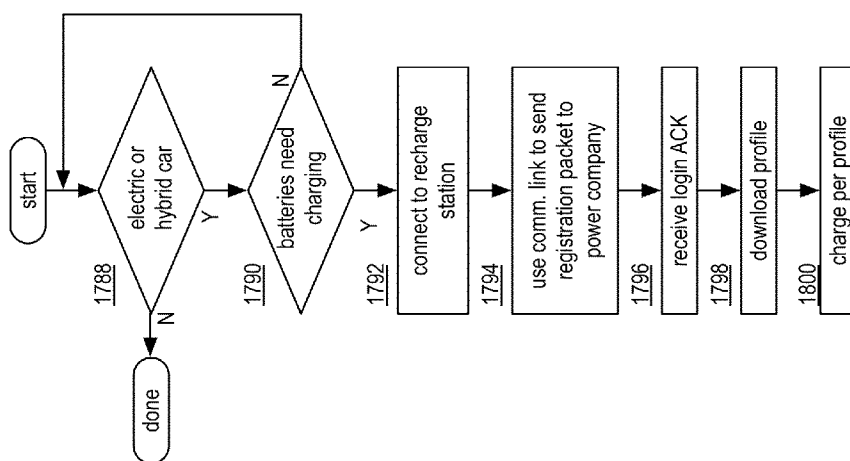 start
1788
electric or
hybrid car
N
done
Y
1790
batteries need
charging
N
Y
1792
connect to recharge
station
1794
use comm. link to send
registration packet to
power company
1796
receive login ACK
1798
download profile
1800
charge per profile